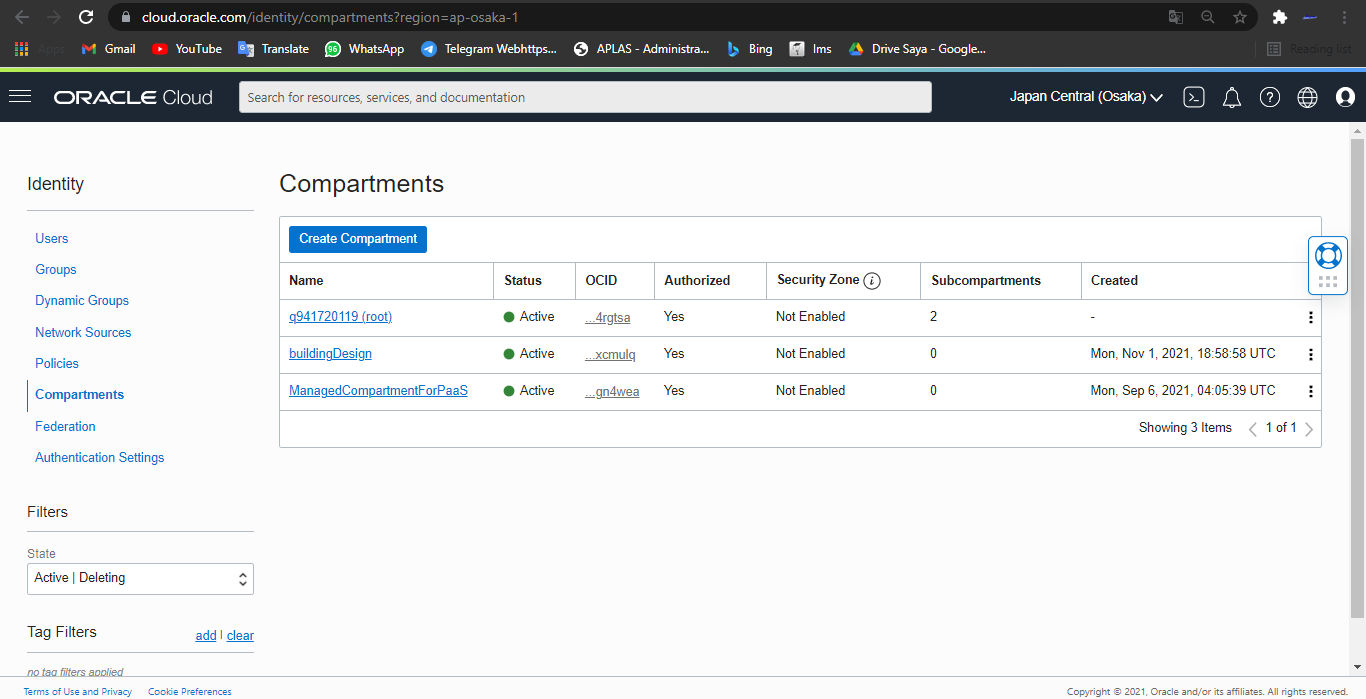 cloud.oracle.com/identity/compartments?region=ap-osaka-1
Apps Gmail YouTube Translate 96 WhatsApp Telegram Webhttps... APLAS - Administra... Bing lms Drive Saya - Google... Reading list
ORACLE Cloud Search for resources, services, and documentation Japan Central (Osaka)
Identity
Users
Groups
Dynamic Groups
Network Sources
Policies
Compartments
Federation
Authentication Settings
Filters
State
Active | Deleting
Tag Filters add | clear
no tag filters applied
Compartments
Create Compartment
Name Status OCID Authorized Security Zone i Subcompartments Created
q941720119 (root) Active ...4rgtsa Yes Not Enabled 2 -
buildingDesign Active ...xcmulq Yes Not Enabled 0 Mon, Nov 1, 2021, 18:58:58 UTC
ManagedCompartmentForPaaS Active ...gn4wea Yes Not Enabled 0 Mon, Sep 6, 2021, 04:05:39 UTC
Showing 3 Items < 1 of 1 >
Terms of Use and Privacy Cookie Preferences Copyright © 2021, Oracle and/or its affiliates. All rights reserved.